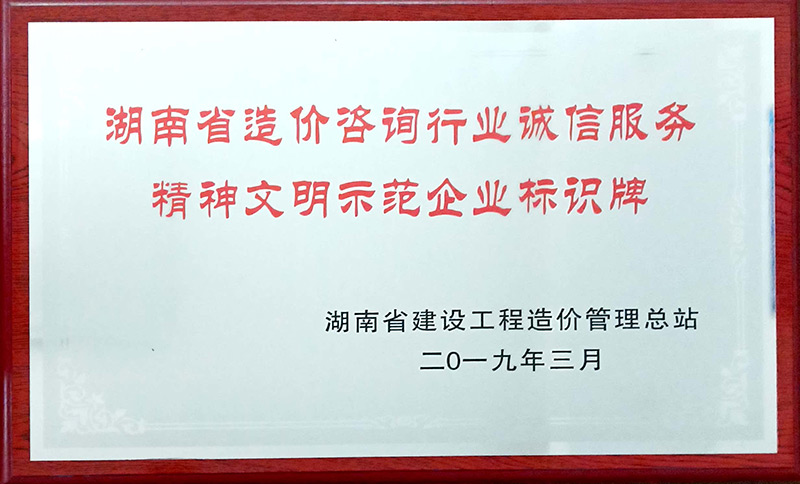 湖南省造价咨询行业诚信服务
精神文明示范企业标识牌
湖南省建设工程造价管理总站
二0一九年三月